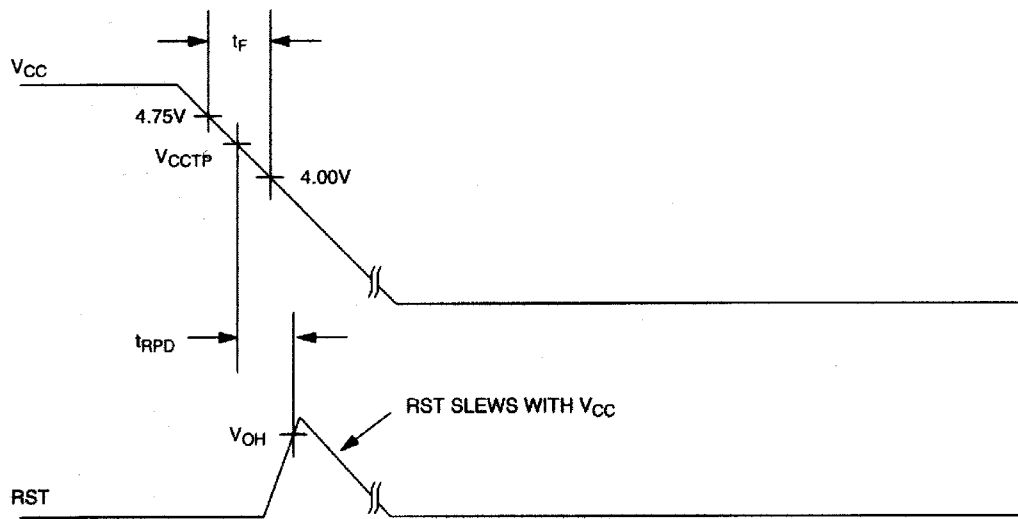 tF
VCC
4.75V
VCCTP
4.00V
tRPD
RST SLEWS WITH VCC
VOH
RST